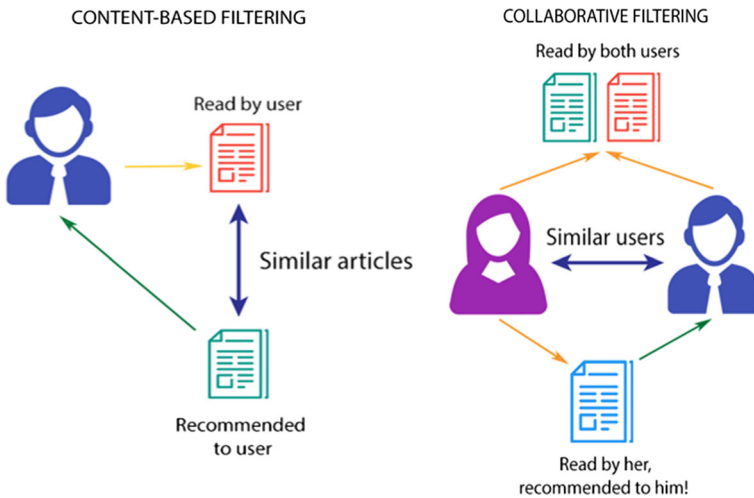 CONTENT-BASED FILTERING
Read by user
Similar articles
Recommended
to user
COLLABORATIVE FILTERING
Read by both users
Similar users
Read by her,
recommended to him!